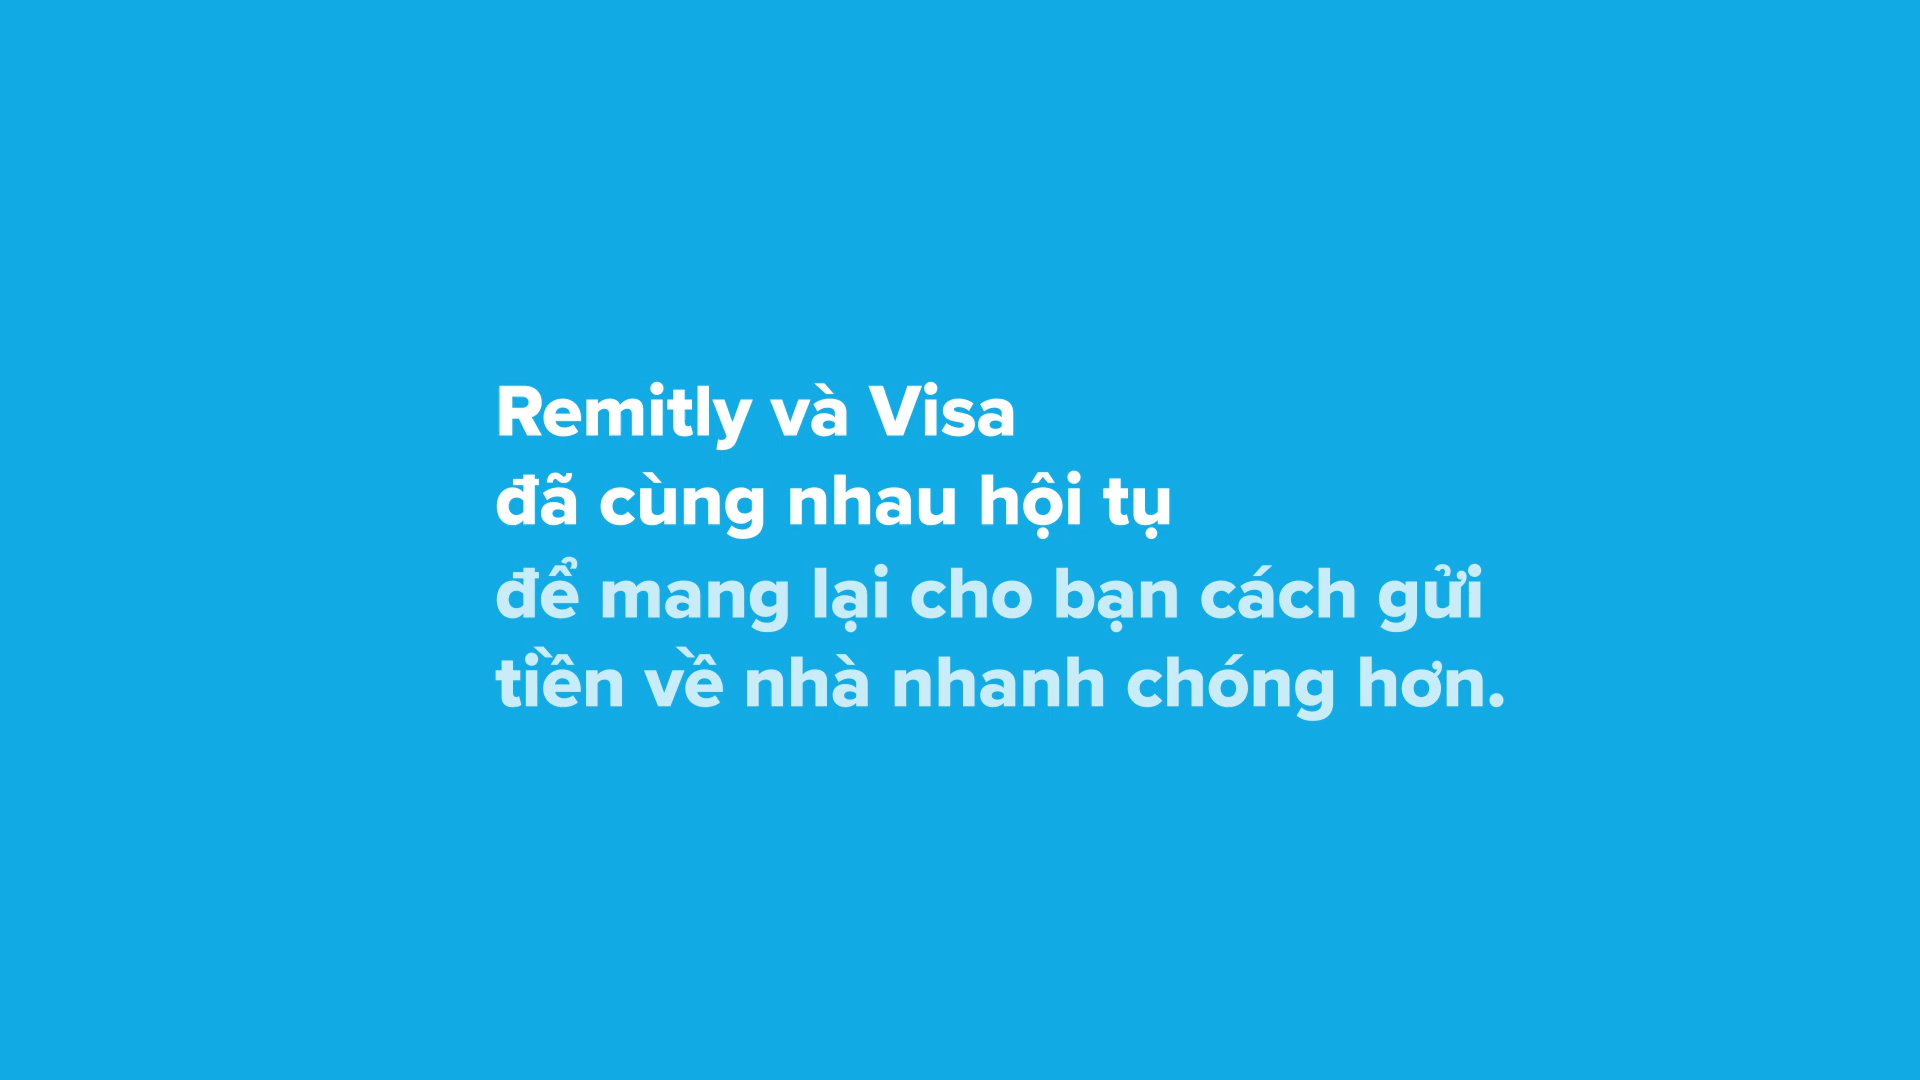 Remitly và Visa
đã cùng nhau hội tụ
để mang lại cho bạn cách gửi
tiền về nhà nhanh chóng hơn.